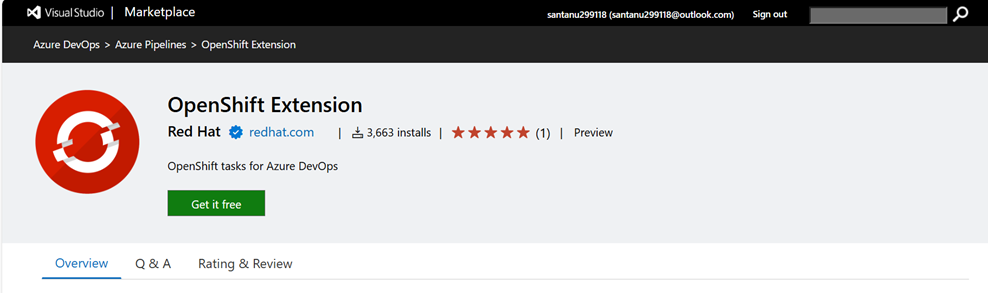 Visual Studio | Marketplace santanu299118 (santanu299118@outlook.com) Sign out
Azure DevOps > Azure Pipelines > OpenShift Extension
OpenShift Extension
Red Hat redhat.com | 3,663 installs | (1) | Preview
OpenShift tasks for Azure DevOps
Get it free
Overview Q & A Rating & Review